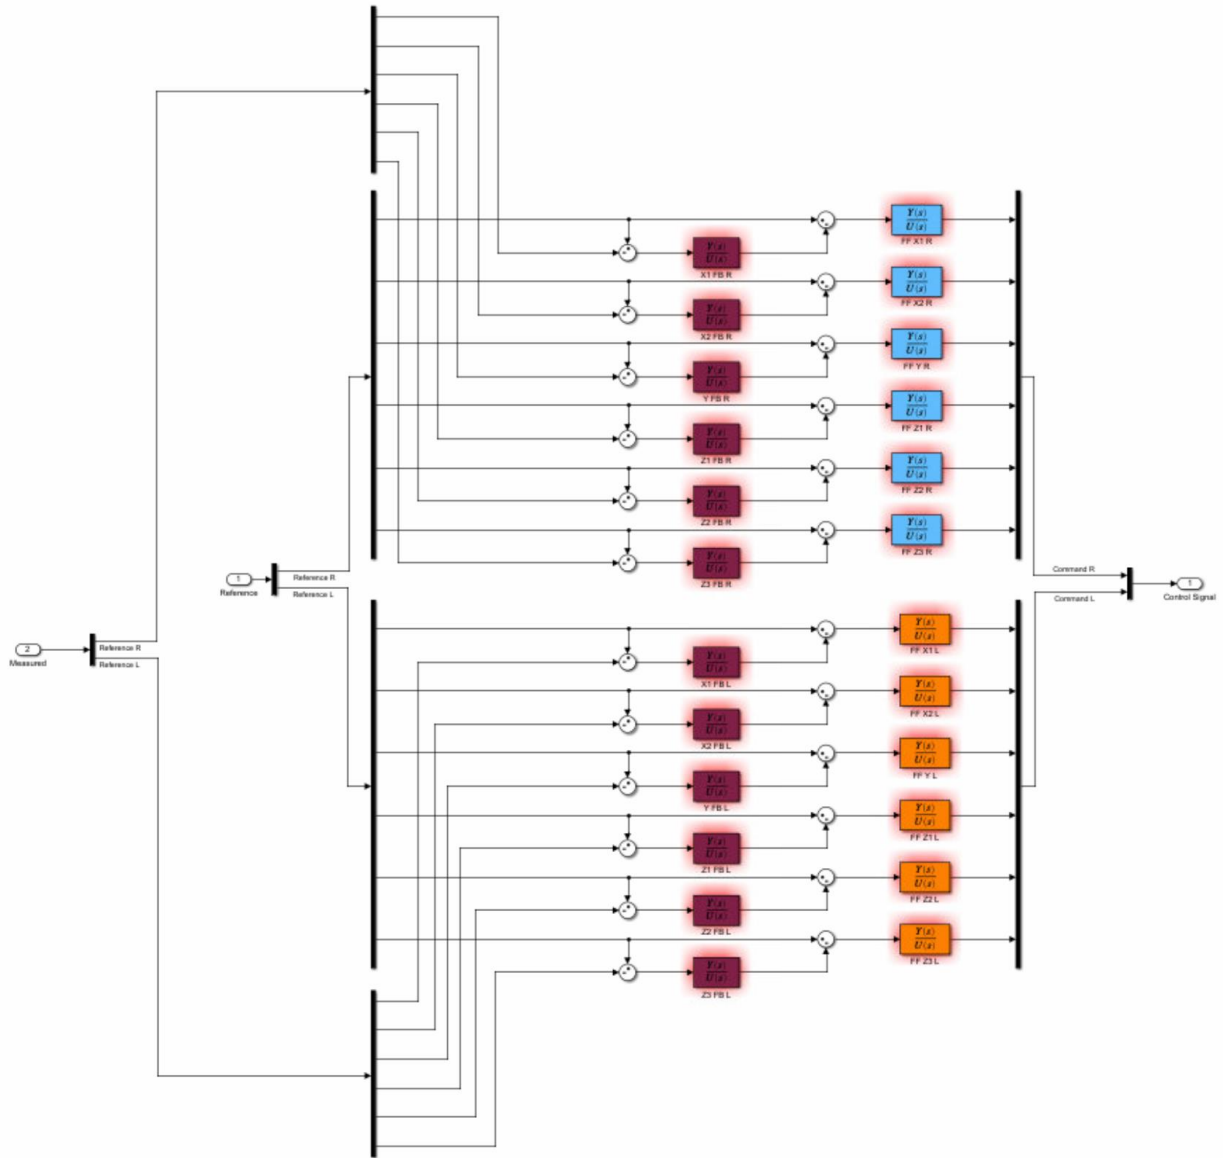 Y(s)
U(s)
FF X1 R
Y(s)
U(s)
X1 FB R
Y(s)
U(s)
FF X2 R
Y(s)
U(s)
X2 FB R
Y(s)
U(s)
FF Y R
Y(s)
U(s)
Y FB R
Y(s)
U(s)
FF Z1 R
Y(s)
U(s)
Z1 FB R
Y(s)
U(s)
FF Z2 R
Y(s)
U(s)
Z2 FB R
Y(s)
U(s)
FF Z3 R
Y(s)
U(s)
Z3 FB R
1
Reference
Reference R
Reference L
Command R
Command L
1
Control Signal
2
Measured
Reference R
Reference L
Y(s)
U(s)
FF X1 L
Y(s)
U(s)
X1 FB L
Y(s)
U(s)
FF X2 L
Y(s)
U(s)
X2 FB L
Y(s)
U(s)
FF Y L
Y(s)
U(s)
Y FB L
Y(s)
U(s)
FF Z1 L
Y(s)
U(s)
Z1 FB L
Y(s)
U(s)
FF Z2 L
Y(s)
U(s)
Z2 FB L
Y(s)
U(s)
FF Z3 L
Y(s)
U(s)
Z3 FB L